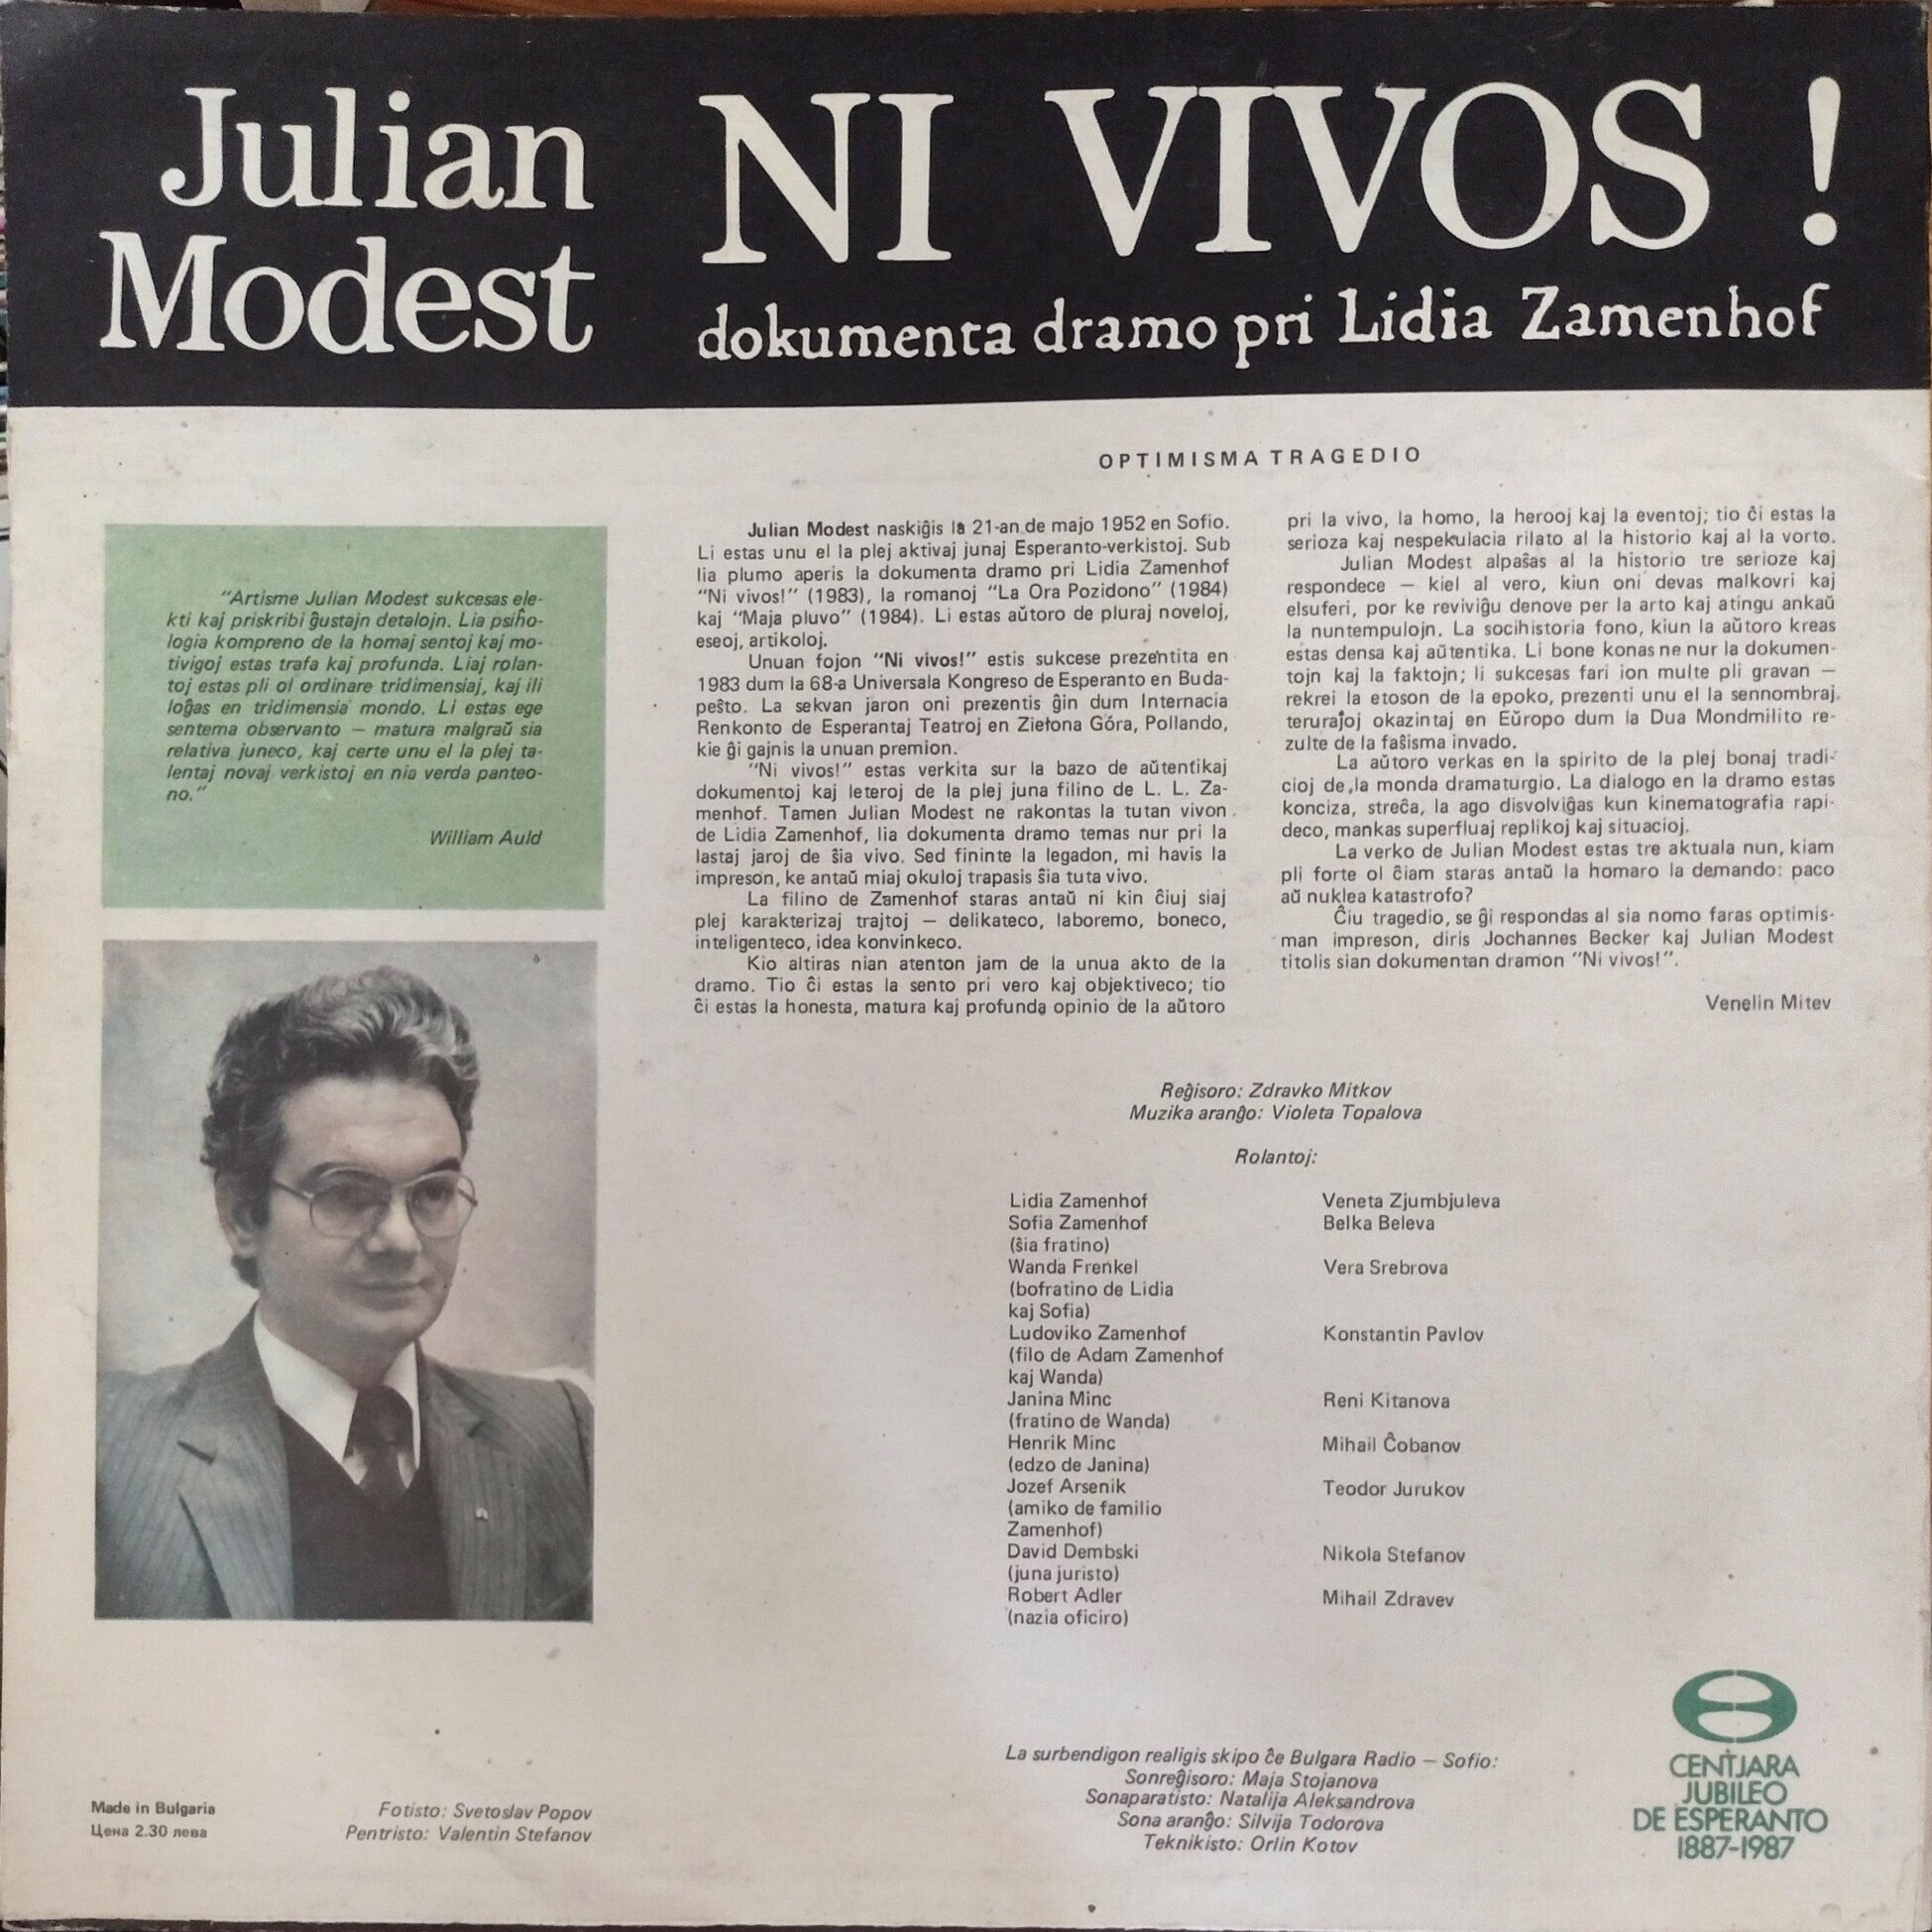 Julian
Modest
NI VIVOS !
dokumenta dramo pri Lidia Zamenhof
"Artisme Julian Modest sukcesas ele-
kti kaj priskribi ĝustajn detalojn. Lia psiĥo-
logia kompreno de la homaj sentoj kaj mo-
tivigoj estas trafa kaj profunda. Liaj rolan-
toj estas pli ol ordinare tridimensiaj, kaj ili
loĝas en tridimensia mondo. Li estas ege
sentema observanto — matura malgraŭ sia
relativa juneco, kaj certe unu el la plej ta-
lentaj novaj verkistoj en nia verda panteo-
no."
William Auld
OPTIMISMA TRAGEDIO
Julian Modest naskiĝis la 21-an de majo 1952 en Sofio.
Li estas unu el la plej aktivaj junaj Esperanto-verkistoj. Sub
lia plumo aperis la dokumenta dramo pri Lidia Zamenhof
"Ni vivos!" (1983), la romanoj "La Ora Pozidono" (1984)
kaj "Maja pluvo" (1984). Li estas aŭtoro de pluraj noveloj,
eseoj, artikoloj.
Unuan fojon "Ni vivos!" estis sukcese prezentita en
1983 dum la 68-a Universala Kongreso de Esperanto en Buda-
peŝto. La sekvan jaron oni prezentis ĝin dum Internacia
Renkonto de Esperantaj Teatroj en Ziełona Góra, Pollando,
kie ĝi gajnis la unuan premion.
"Ni vivos!" estas verkita sur la bazo de aŭtentikaj
dokumentoj kaj leteroj de la plej juna filino de L. L. Za-
menhof. Tamen Julian Modest ne rakontas la tutan vivon
de Lidia Zamenhof, lia dokumenta dramo temas nur pri la
lastaj jaroj de ŝia vivo. Sed fininte la legadon, mi havis la
impreson, ke antaŭ miaj okuloj trapasis ŝia tuta vivo.
La filino de Zamenhof staras antaŭ ni kin ĉiuj siaj
plej karakterizaj trajtoj — delikateco, laboremo, boneco,
inteligenteco, idea konvinkeco.
Kio altiras nian atenton jam de la unua akto de la
dramo. Tio ĉi estas la sento pri vero kaj objektiveco; tio
ĉi estas la honesta, matura kaj profunda opinio de la aŭtoro
pri la vivo, la homo, la herooj kaj la eventoj; tio ĉi estas la
serioza kaj nespekulacia rilato al la historio kaj al la vorto.
Julian Modest alpaŝas al la historio tre serioze kaj
respondece — kiel al vero, kiun oni devas malkovri kaj
elsuferi, por ke reviviĝu denove per la arto kaj atingu ankaŭ
la nuntempulojn. La socihistoria fono, kiun la aŭtoro kreas
estas densa kaj aŭtentika. Li bone konas ne nur la dokumen-
tojn kaj la faktojn; li sukcesas fari ion multe pli gravan —
rekrei la etoson de la epoko, prezenti unu el la sennombraj
teruraĵoj okazintaj en Eŭropo dum la Dua Mondmilito re-
zulte de la faŝisma invado.
La aŭtoro verkas en la spirito de la plej bonaj tradi-
cioj de la monda dramaturgio. La dialogo en la dramo estas
konciza, streĉa, la ago disvolviĝas kun kinematografia rapi-
deco, mankas superfluaj replikoj kaj situacioj.
La verko de Julian Modest estas tre aktuala nun, kiam
pli forte ol ĉiam staras antaŭ la homaro la demando: paco
aŭ nuklea katastrofo?
Ĉiu tragedio, se ĝi respondas al sia nomo faras optimis-
man impreson, diris Jochannes Becker kaj Julian Modest
titolis sian dokumentan dramon "Ni vivos!".
Venelin Mitev
Reĝisoro: Zdravko Mitkov
Muzika aranĝo: Violeta Topalova
Rolantoj:
Lidia Zamenhof Veneta Zjumbjuleva
Sofia Zamenhof Belka Beleva
(ŝia fratino)
Wanda Frenkel Vera Srebrova
(bofratino de Lidia
kaj Sofia)
Ludoviko Zamenhof Konstantin Pavlov
(filo de Adam Zamenhof
kaj Wanda)
Janina Minc Reni Kitanova
(fratino de Wanda)
Henrik Minc Mihail Ĉobanov
(edzo de Janina)
Jozef Arsenik Teodor Jurukov
(amiko de familio
Zamenhof)
David Dembski Nikola Stefanov
(juna juristo)
Robert Adler Mihail Zdravev
(nazia oficiro)
La surbendigon realigis skipo ĉe Bulgara Radio — Sofio:
Sonreĝisoro: Maja Stojanova
Sonaparatisto: Natalija Aleksandrova
Sona aranĝo: Silvija Todorova
Teknikisto: Orlin Kotov
Made in Bulgaria
Цена 2.30 лева
Fotisto: Svetoslav Popov
Pentristo: Valentin Stefanov
CENTJARA
JUBILEO
DE ESPERANTO
1887-1987